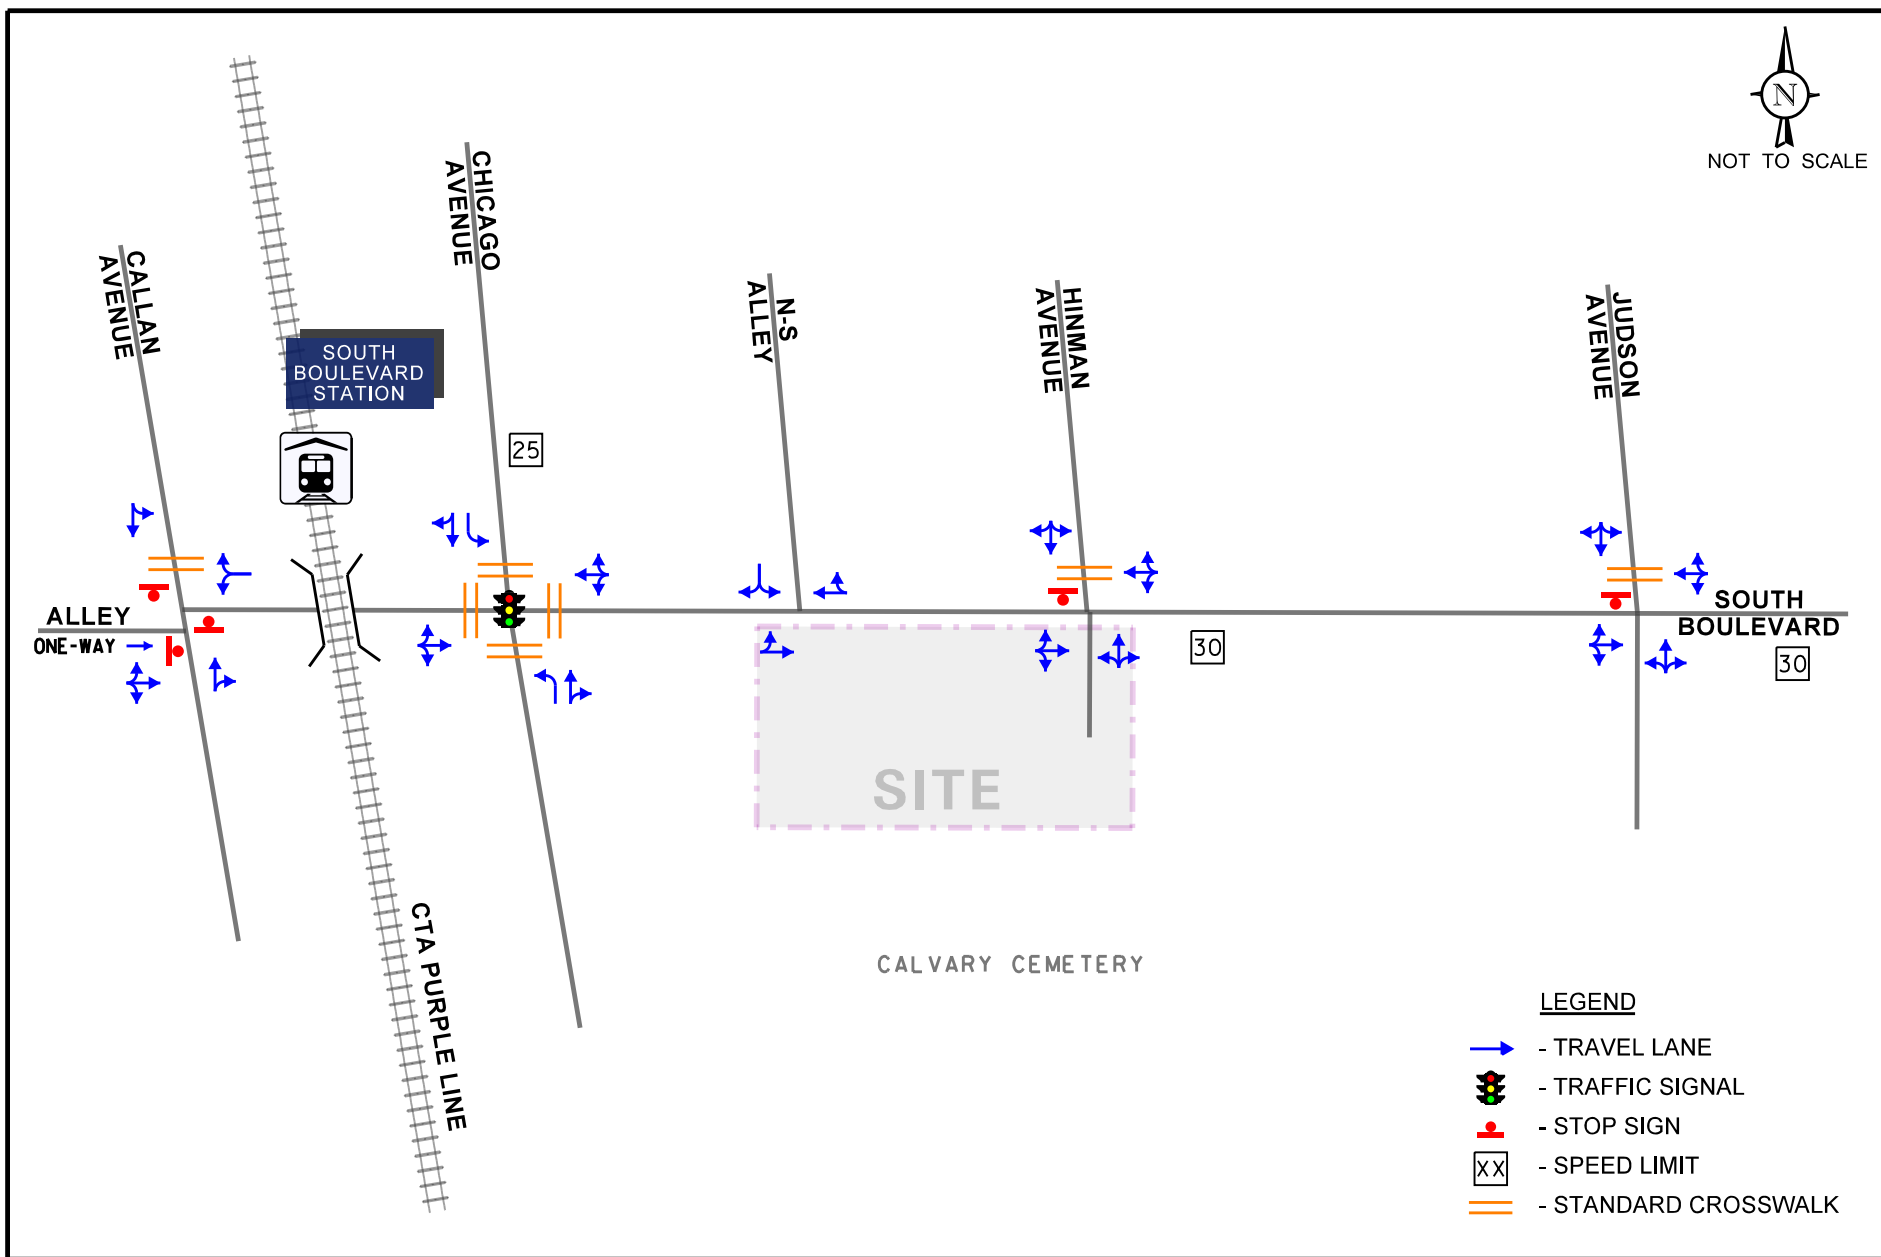 N
NOT TO SCALE
CHICAGO
AVENUE
CALLAN
AVENUE
N-S
ALLEY
HINMAN
AVENUE
JUDSON
AVENUE
SOUTH
BOULEVARD
STATION
25
ALLEY
ONE-WAY
SOUTH
BOULEVARD
30
30
SITE
CTA PURPLE LINE
CALVARY CEMETERY
LEGEND
- TRAVEL LANE
- TRAFFIC SIGNAL
- STOP SIGN
XX - SPEED LIMIT
- STANDARD CROSSWALK